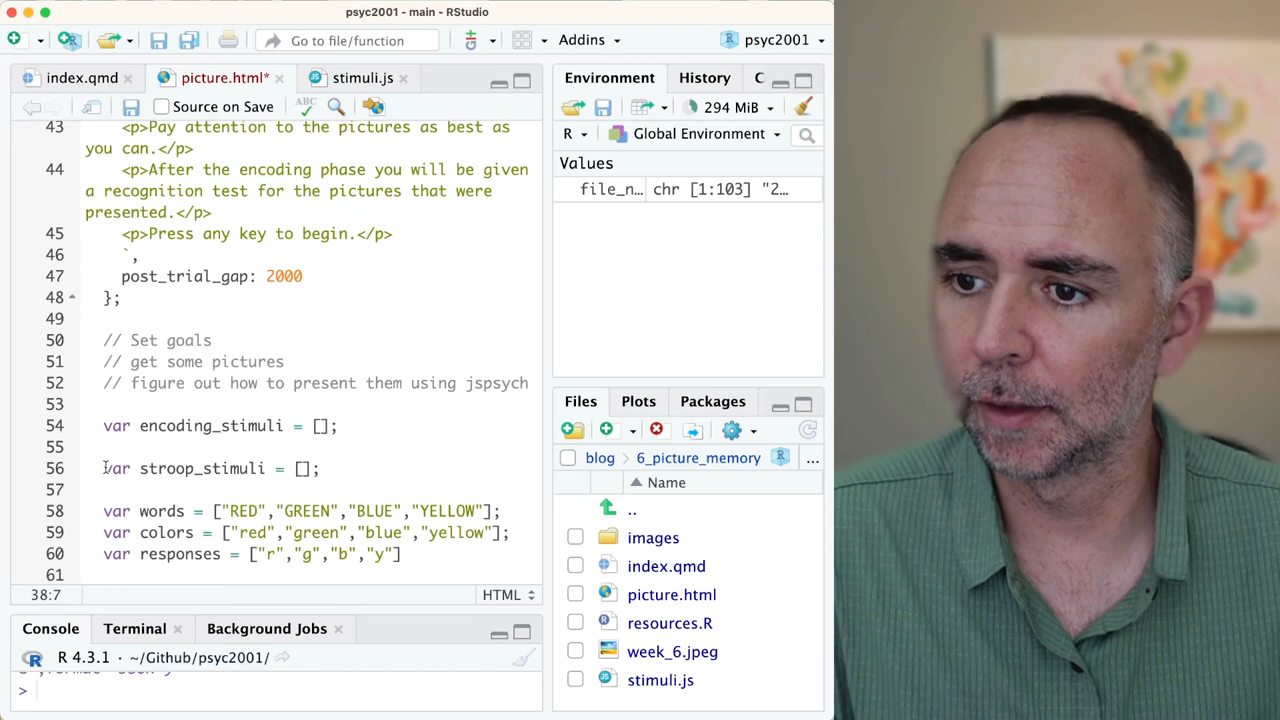 psyc2001 - main - RStudio
Go to file/function
Addins
psyc2001
index.qmd
picture.html*
stimuli.js
Source on Save
ABC
43 <p>Pay attention to the pictures as best as
you can.</p>
44 <p>After the encoding phase you will be given
a recognition test for the pictures that were
presented.</p>
45 <p>Press any key to begin.</p>
46 `,
47 post_trial_gap: 2000
48 };
49
50 // Set goals
51 // get some pictures
52 // figure out how to present them using jspsych
53
54 var encoding_stimuli = [];
55
56 var stroop_stimuli = [];
57
58 var words = ["RED","GREEN","BLUE","YELLOW"];
59 var colors = ["red","green","blue","yellow"];
60 var responses = ["r","g","b","y"]
61
38:7
HTML
Console
Terminal
Background Jobs
R 4.3.1 · ~/Github/psyc2001/
>
Environment
History
C
294 MiB
R
Global Environment
Values
file_n… chr [1:103] "2…
Files
Plots
Packages
blog
6_picture_memory
...
Name
..
images
index.qmd
picture.html
resources.R
week_6.jpeg
stimuli.js